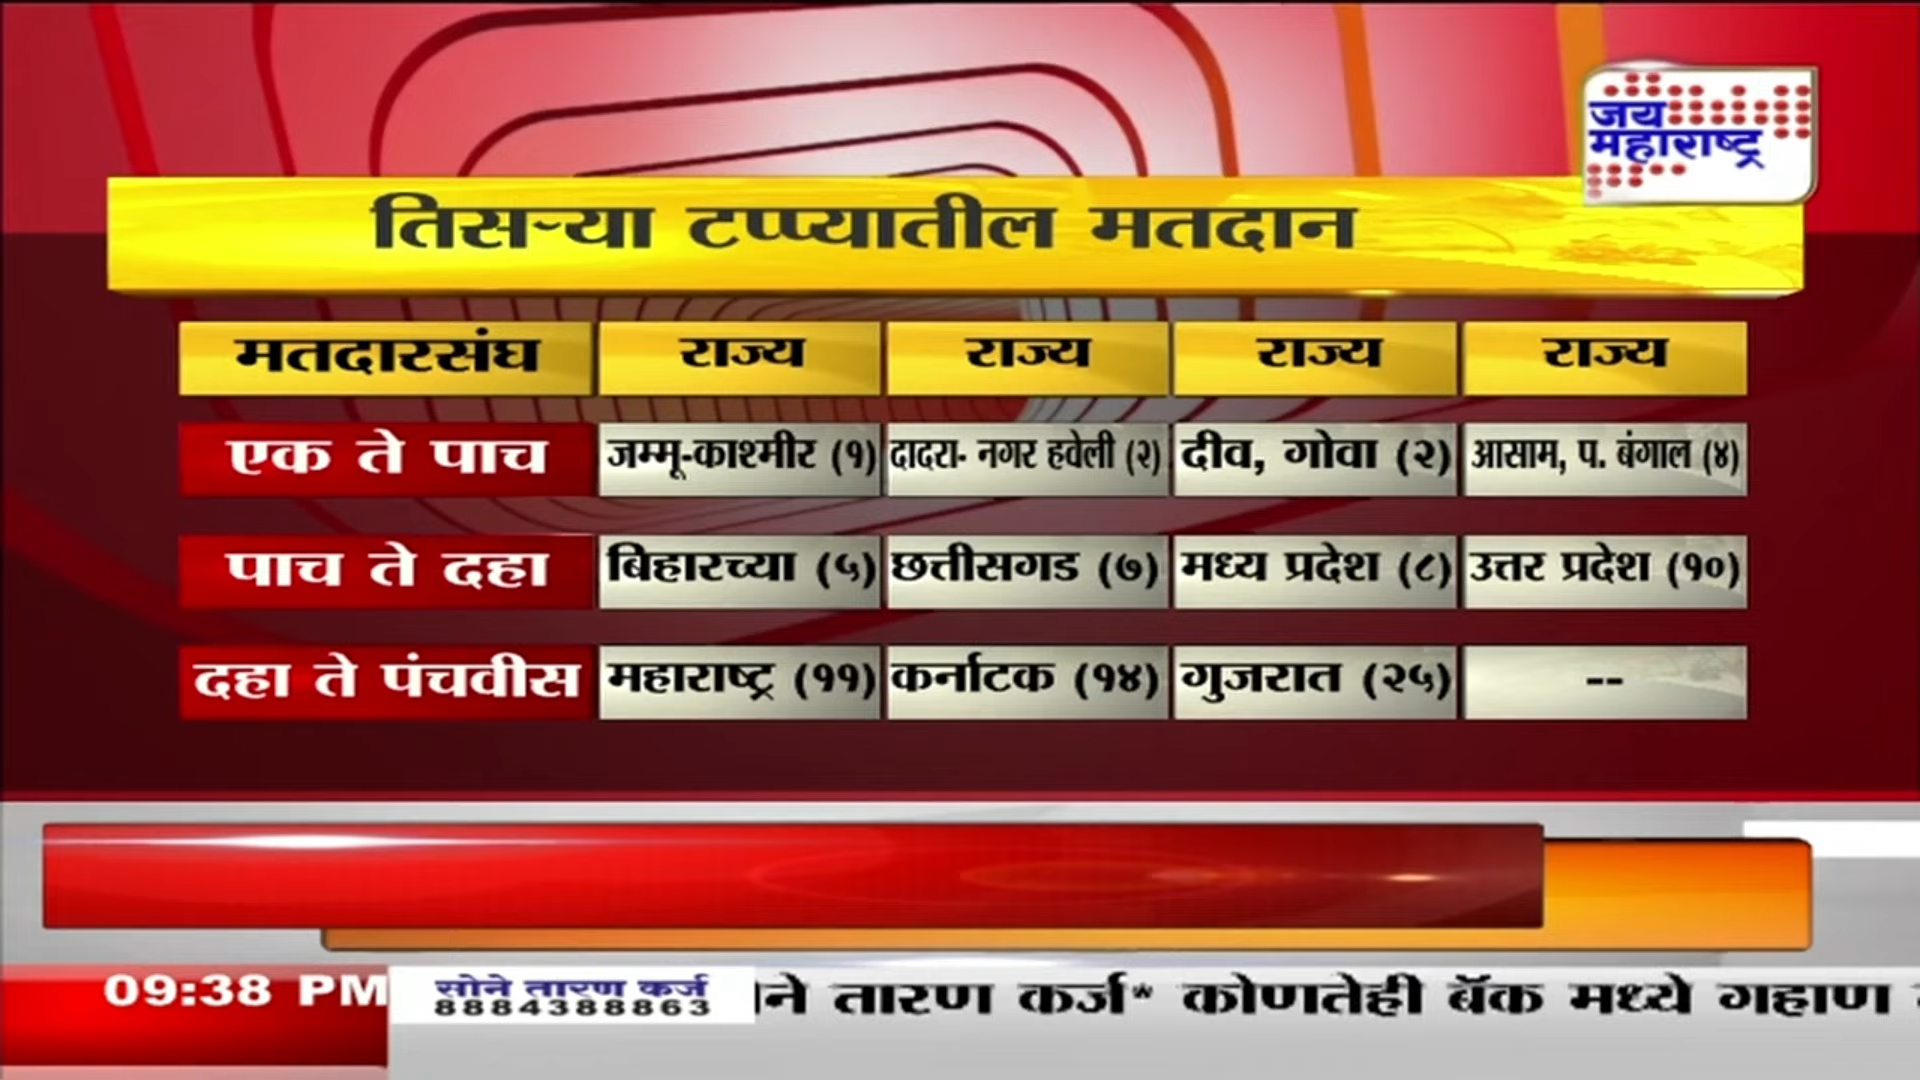 जय
महाराष्ट्र
तिसऱ्या टप्प्यातील मतदान
मतदारसंघ राज्य राज्य राज्य राज्य
एक ते पाच जम्मू-काश्मीर (१) दादरा- नगर हवेली (२) दीव, गोवा (२) आसाम, प. बंगाल (४)
पाच ते दहा बिहारच्या (५) छत्तीसगड (७) मध्य प्रदेश (८) उत्तर प्रदेश (१०)
दहा ते पंचवीस महाराष्ट्र (११) कर्नाटक (१४) गुजरात (२५) --
09:38 PM
सोने तारण कर्ज
8884388863
तारण कर्ज* कोणतेही बॅक मध्ये गहाण